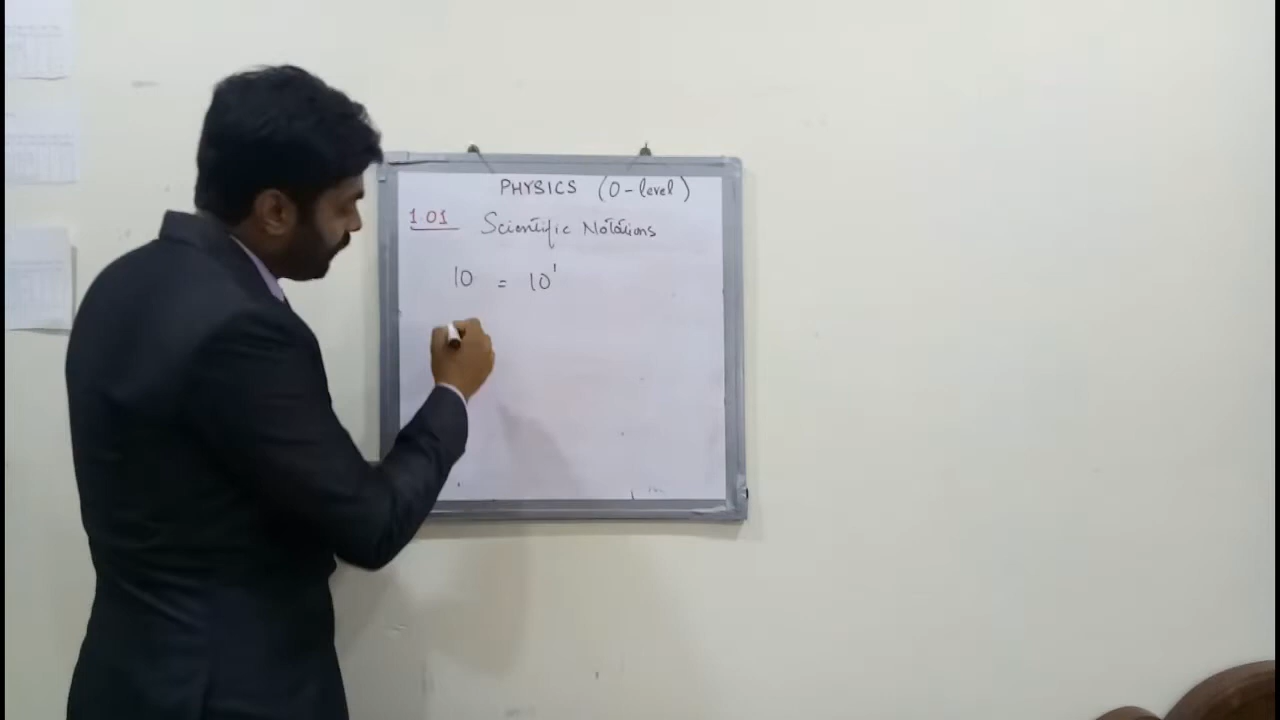 PHYSICS (O-level)
1.01 Scientific Notations
10 = 10¹